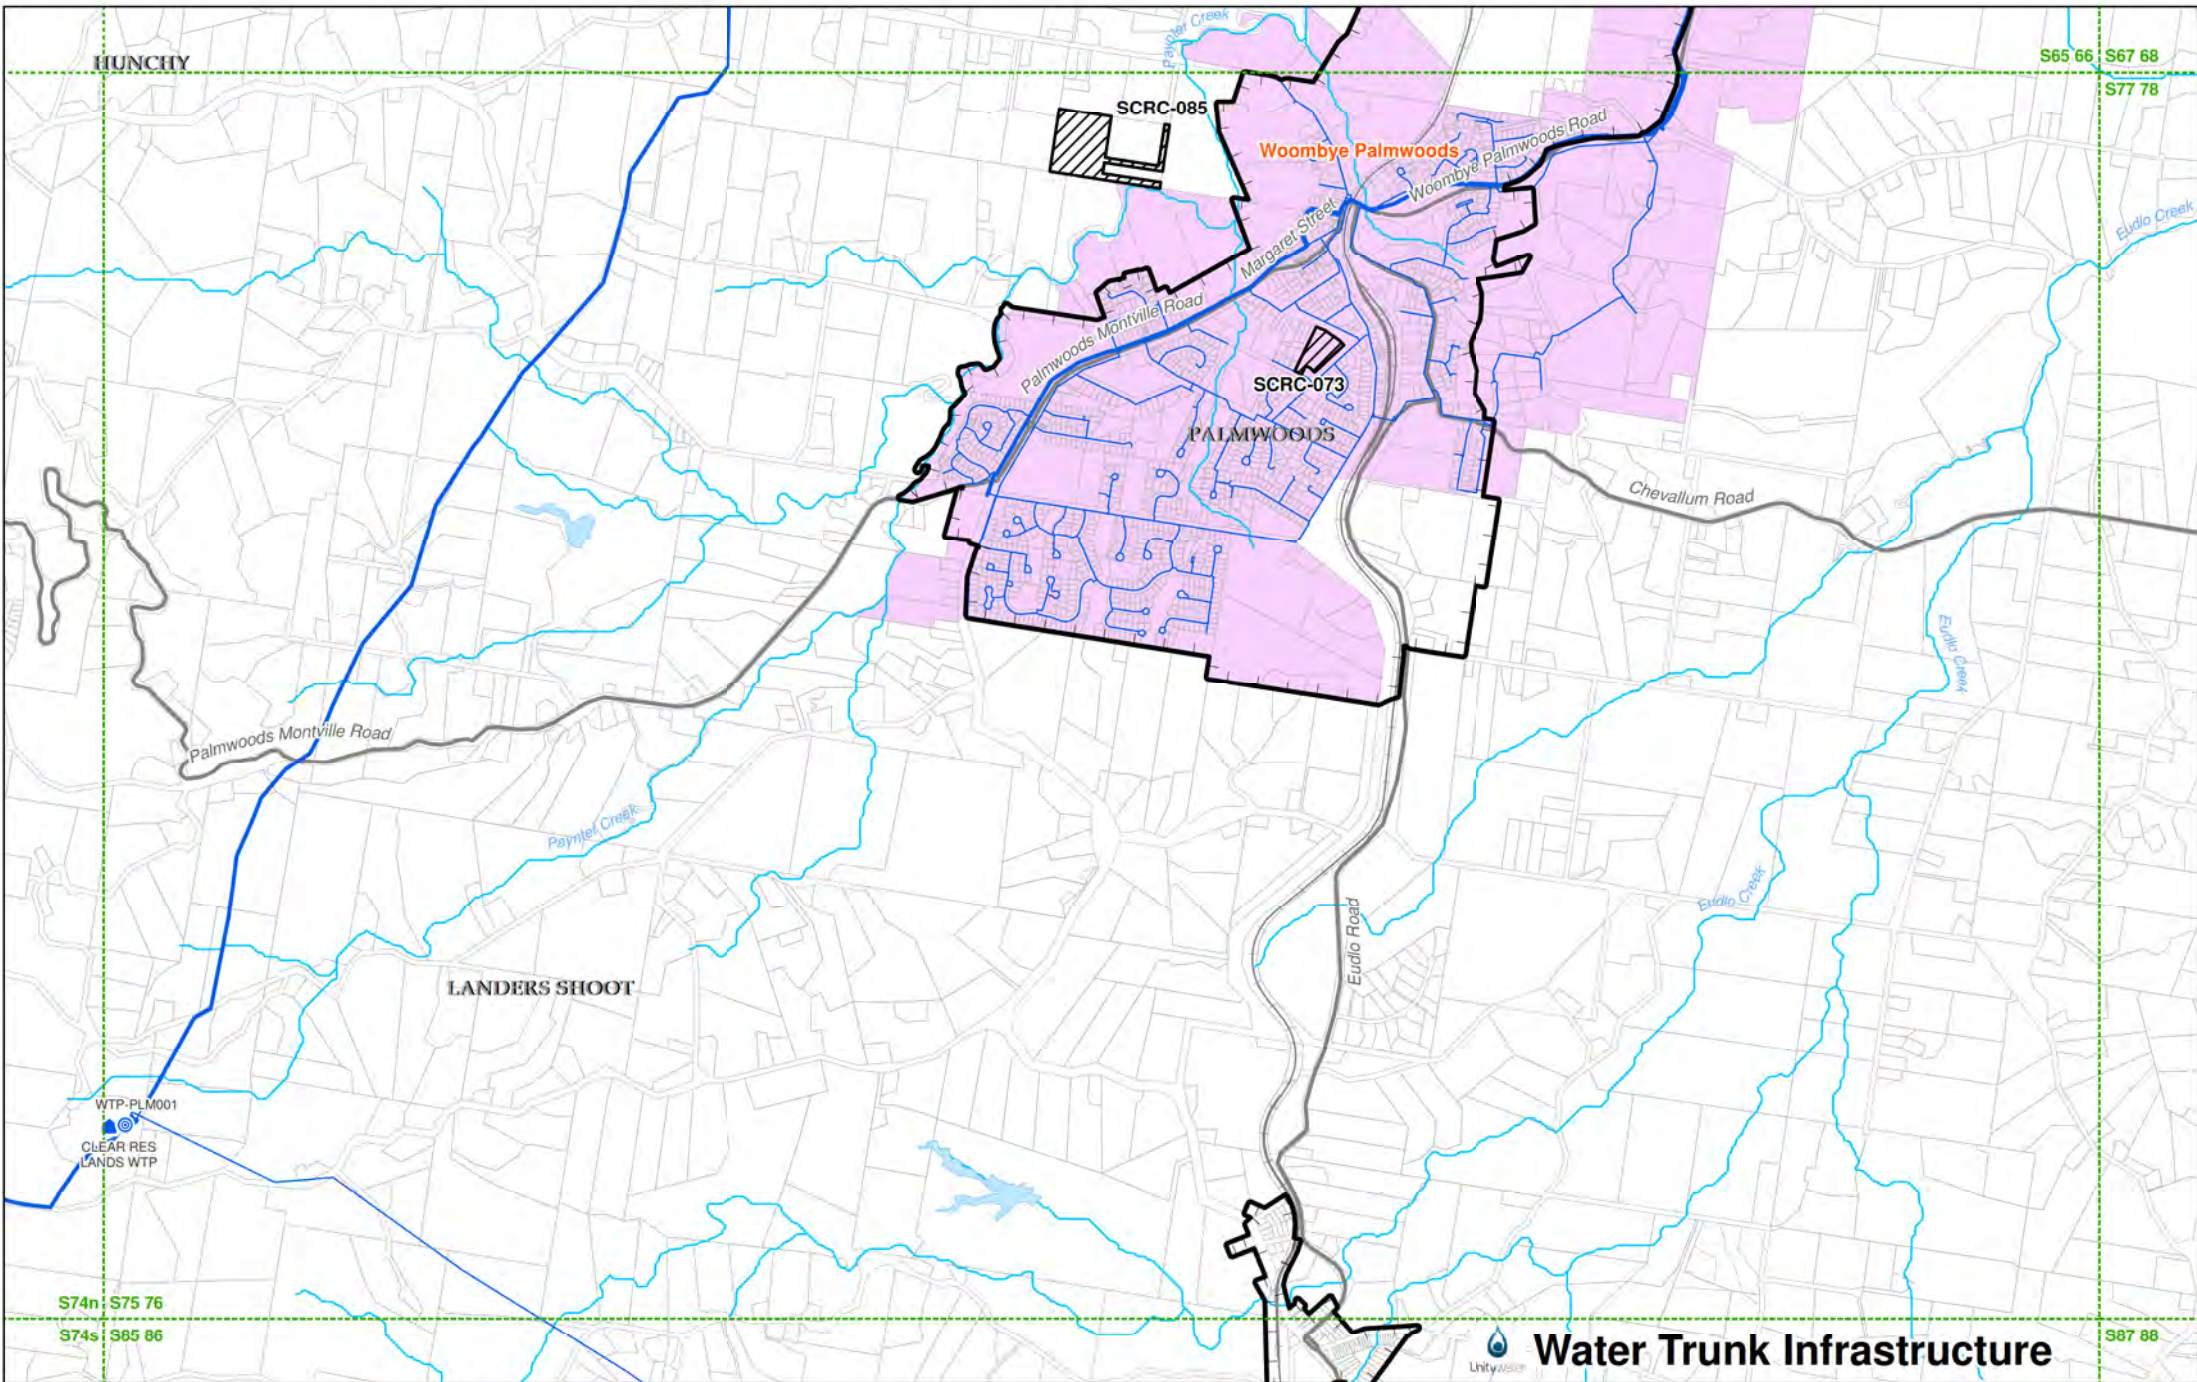 Paynter Creek
HUNCHY
S65 66 S67 68
S77 78
SCRC-085
Woombye Palmwoods
Woombye Palmwoods Road
Margaret Street
Eudlo Creek
Palmwoods Montville Road
SCRC-073
PALMWOODS
Chevallum Road
Eudlo Creek
Palmwoods Montville Road
Paynter Creek
Eudlo Creek
Eudlo Road
LANDERS SHOOT
WTP-PLM001
CLEAR RES
LANDS WTP
S74n S75 76
S74s S85 86
S87 88
Unitywater
Water Trunk Infrastructure